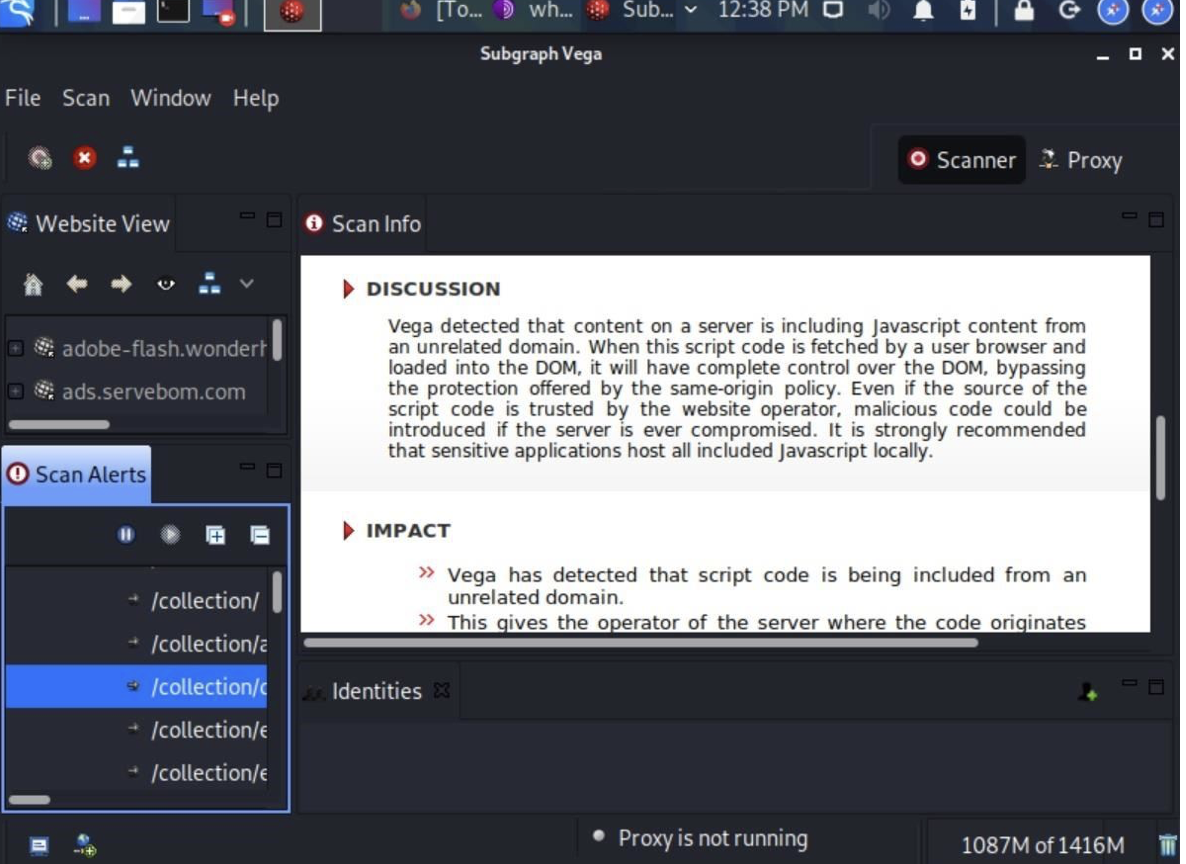 [To... wh... Sub... 12:38 PM
Subgraph Vega
File Scan Window Help
Scanner Proxy
Website View
adobe-flash.wonderh
ads.servebom.com
Scan Alerts
/collection/
/collection/a
/collection/c
/collection/e
/collection/e
Scan Info
DISCUSSION
Vega detected that content on a server is including Javascript content from
an unrelated domain. When this script code is fetched by a user browser and
loaded into the DOM, it will have complete control over the DOM, bypassing
the protection offered by the same-origin policy. Even if the source of the
script code is trusted by the website operator, malicious code could be
introduced if the server is ever compromised. It is strongly recommended
that sensitive applications host all included Javascript locally.
IMPACT
Vega has detected that script code is being included from an
unrelated domain.
This gives the operator of the server where the code originates
Identities
Proxy is not running
1087M of 1416M